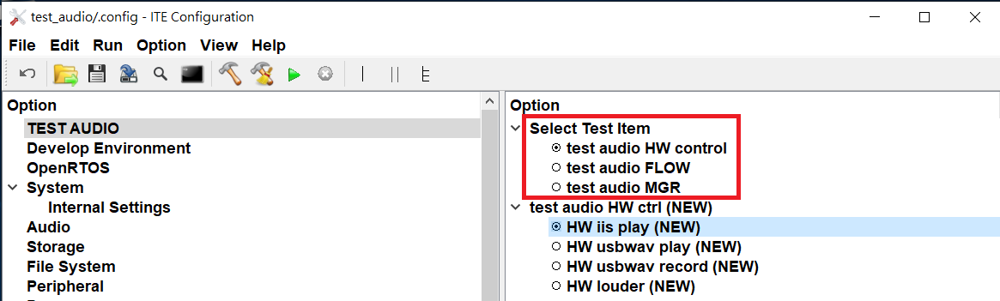 test_audio/.config - ITE Configuration
File Edit Run Option View Help
Option
TEST AUDIO
Develop Environment
OpenRTOS
System
Internal Settings
Audio
Storage
File System
Peripheral
Option
Select Test Item
test audio HW control
test audio FLOW
test audio MGR
test audio HW ctrl (NEW)
HW iis play (NEW)
HW usbwav play (NEW)
HW usbwav record (NEW)
HW louder (NEW)